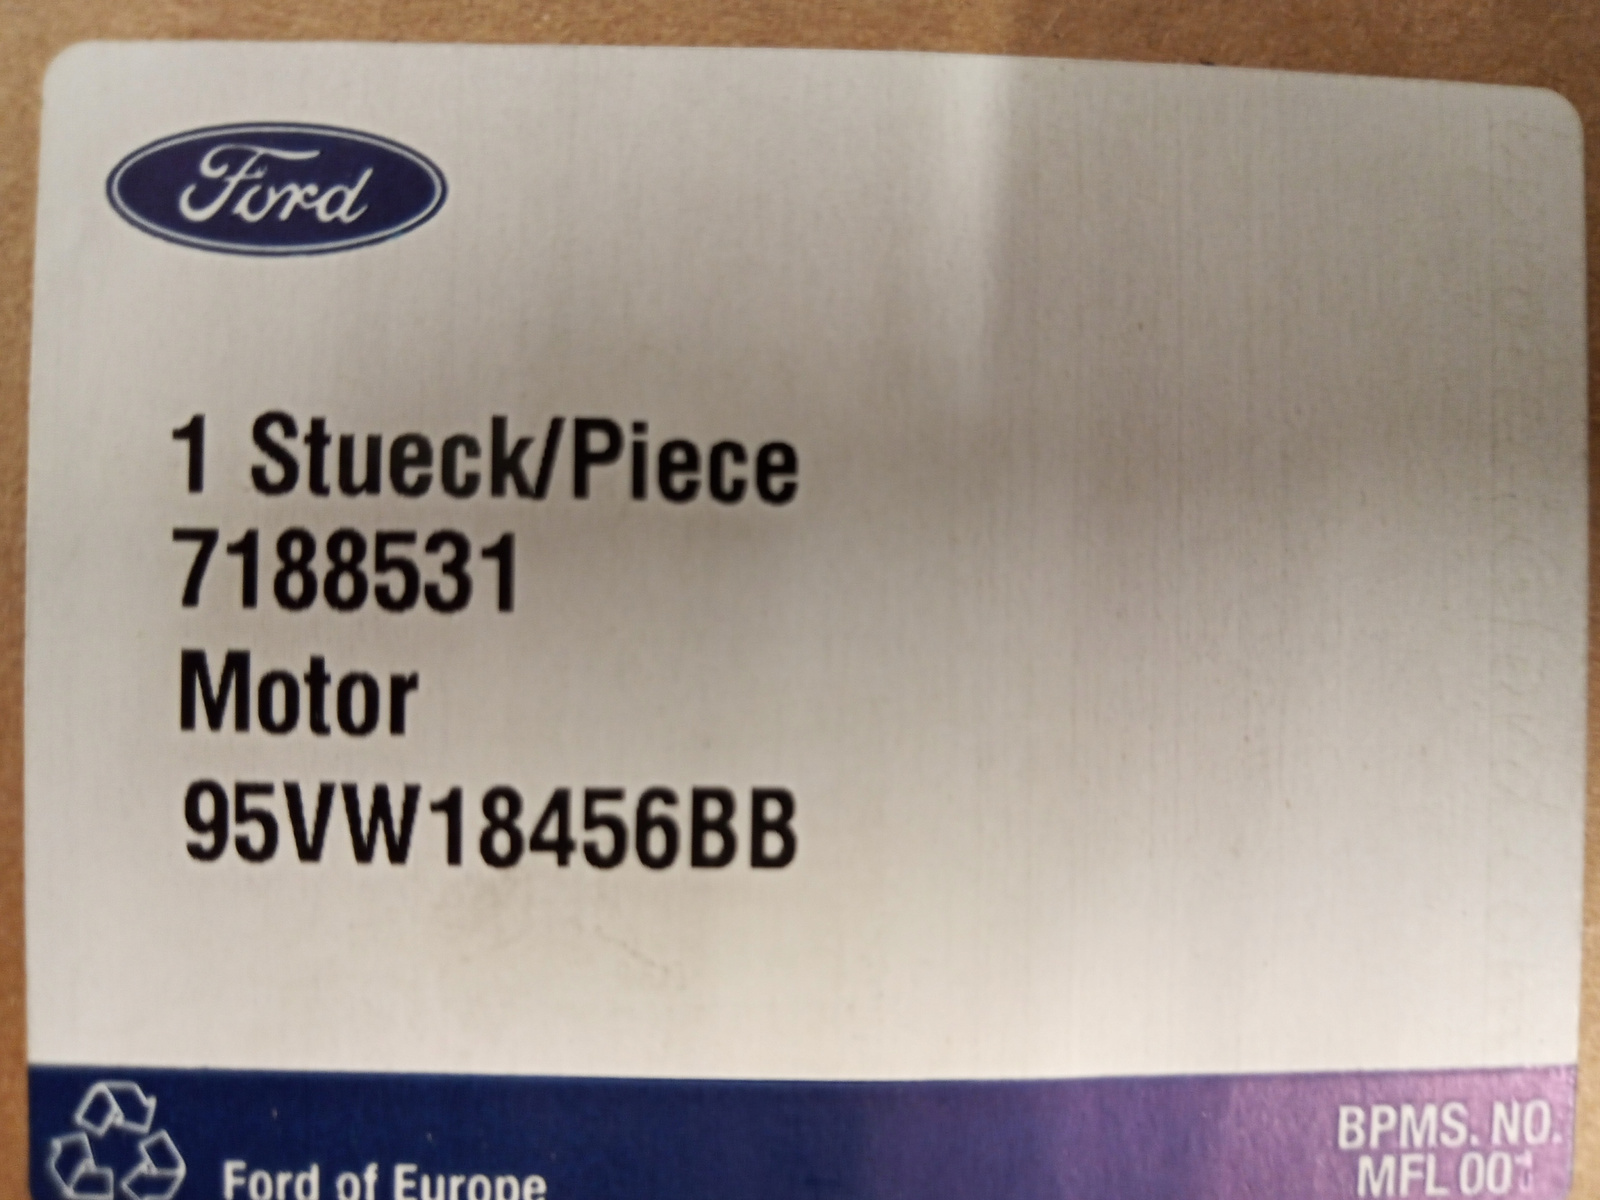 Ford
1 Stueck/Piece
7188531
Motor
95VW18456BB
BPMS. NO.
MFL 001
Ford of Europe